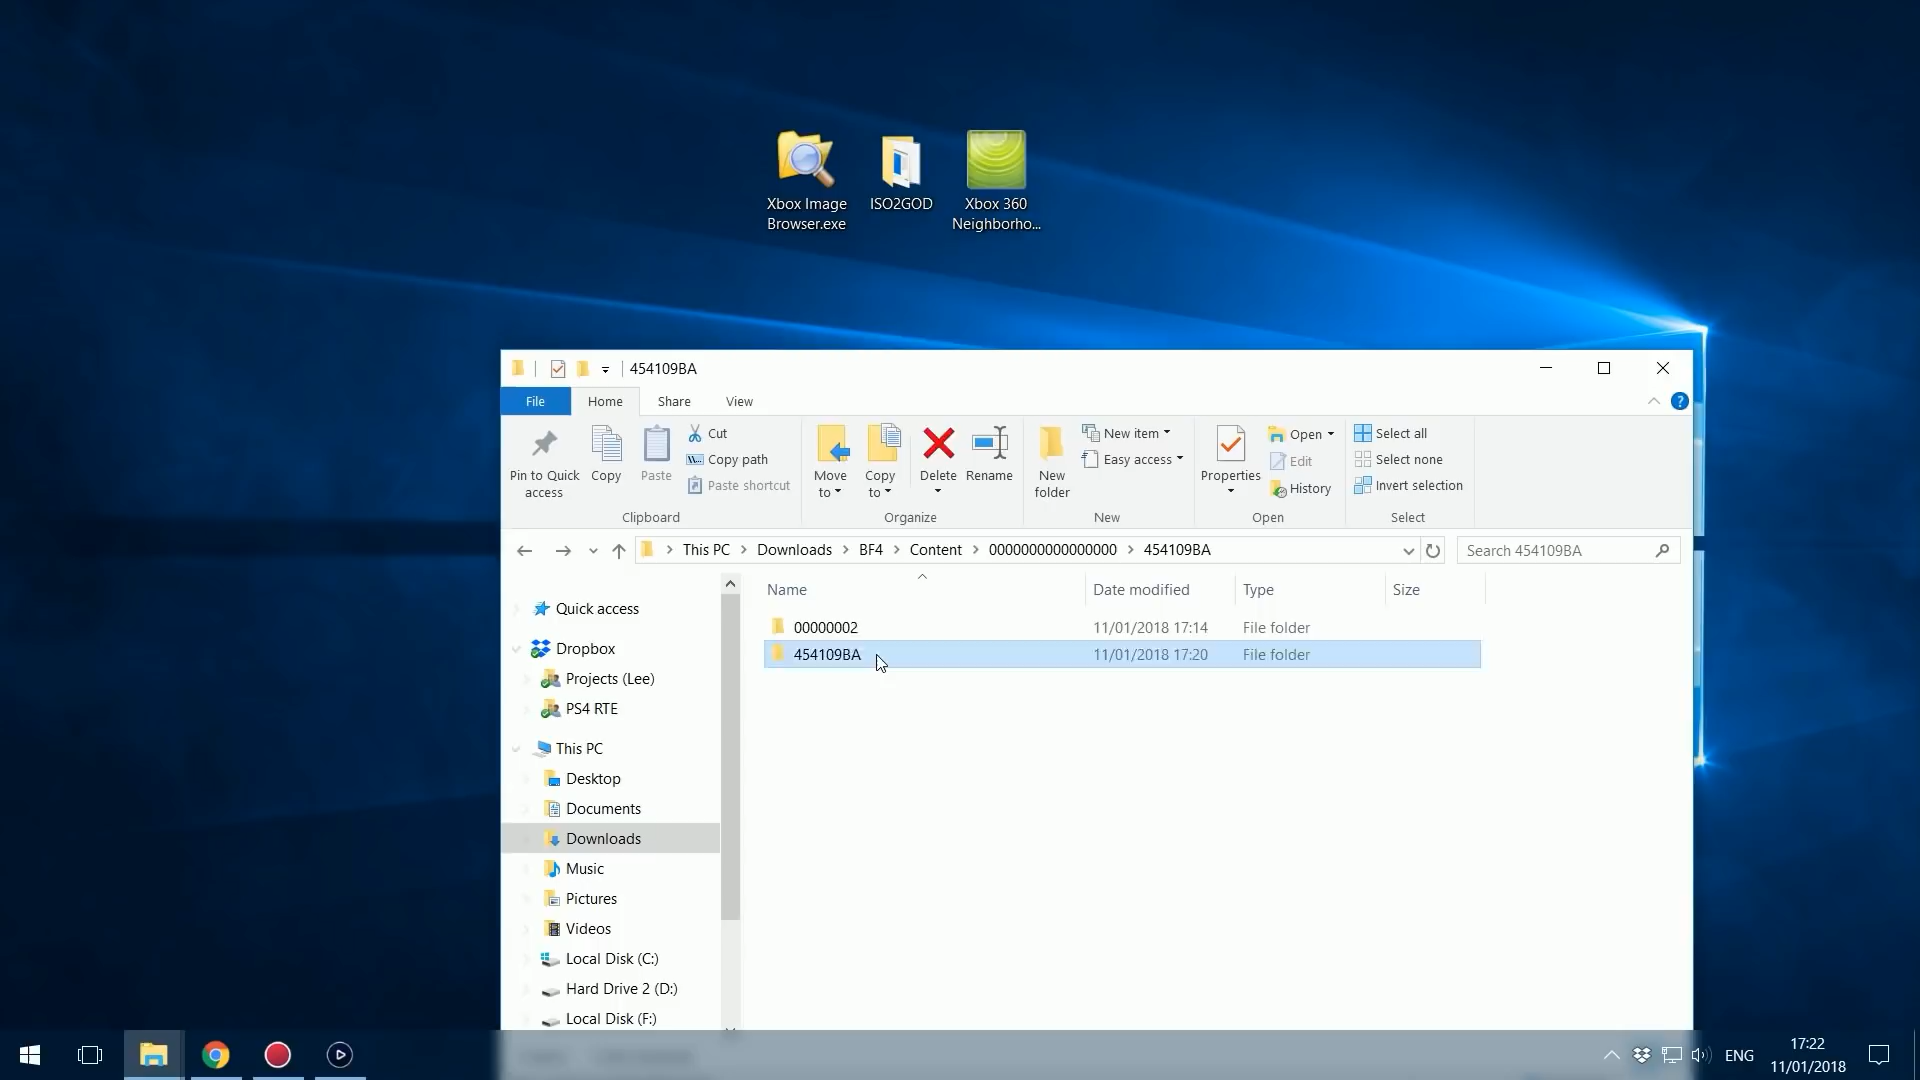 Xbox Image
Browser.exe
ISO2GOD
Xbox 360
Neighborho...
454109BA
File
Home
Share
View
?
Pin to Quick
access
Copy
Paste
Cut
Copy path
Paste shortcut
Clipboard
Move
to
Copy
to
Delete
Rename
Organize
New
folder
New item
Easy access
New
Properties
Open
Edit
History
Open
Select all
Select none
Invert selection
Select
This PC
Downloads
BF4
Content
0000000000000000
454109BA
Search 454109BA
Name
Date modified
Type
Size
00000002
11/01/2018 17:14
File folder
454109BA
11/01/2018 17:20
File folder
Quick access
Dropbox
Projects (Lee)
PS4 RTE
This PC
Desktop
Documents
Downloads
Music
Pictures
Videos
Local Disk (C:)
Hard Drive 2 (D:)
Local Disk (F:)
ENG
17:22
11/01/2018